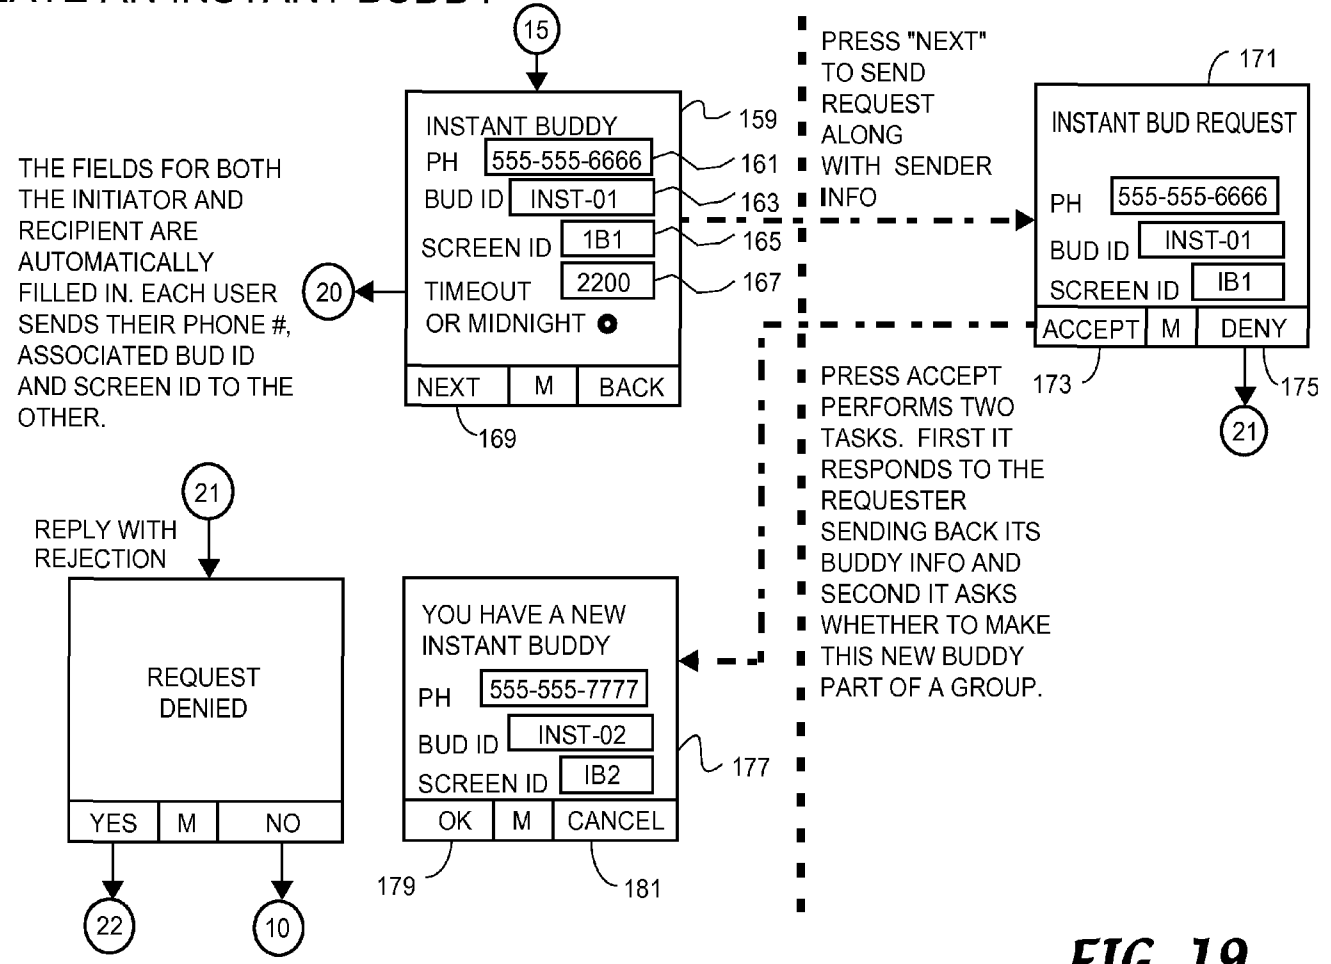 AN INSTANT BUDDY
15
INSTANT BUDDY
PH 555-555-6666
BUD ID INST-01
SCREEN ID 1B1
TIMEOUT 2200
OR MIDNIGHT
NEXT M BACK
159
161
163
165
167
169
20
THE FIELDS FOR BOTH
THE INITIATOR AND
RECIPIENT ARE
AUTOMATICALLY
FILLED IN. EACH USER
SENDS THEIR PHONE #,
ASSOCIATED BUD ID
AND SCREEN ID TO THE
OTHER.
PRESS "NEXT"
TO SEND
REQUEST
ALONG
WITH SENDER
INFO
171
INSTANT BUD REQUEST
PH 555-555-6666
BUD ID INST-01
SCREEN ID IB1
ACCEPT M DENY
173
175
21
PRESS ACCEPT
PERFORMS TWO
TASKS. FIRST IT
RESPONDS TO THE
REQUESTER
SENDING BACK ITS
BUDDY INFO AND
SECOND IT ASKS
WHETHER TO MAKE
THIS NEW BUDDY
PART OF A GROUP.
21
REPLY WITH
REJECTION
REQUEST
DENIED
YES M NO
22
10
YOU HAVE A NEW
INSTANT BUDDY
PH 555-555-7777
BUD ID INST-02
SCREEN ID IB2
OK M CANCEL
177
179
181
FIG. 19